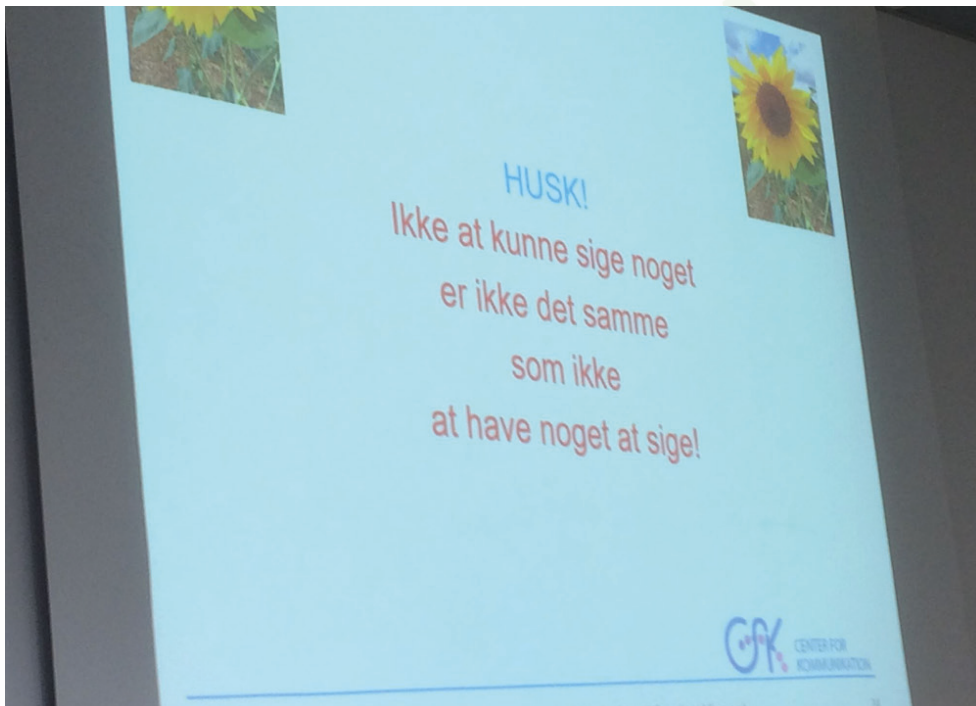 HUSK!
Ikke at kunne sige noget
er ikke det samme
som ikke
at have noget at sige!
CfK
CENTER FOR
KOMMUNIKATION